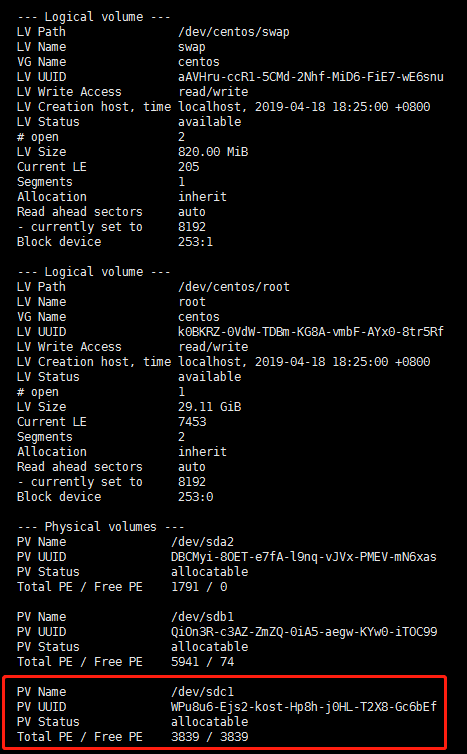 --- Logical volume ---
LV Path /dev/centos/swap
LV Name swap
VG Name centos
LV UUID aAVHru-ccR1-5CMd-2Nhf-MiD6-FiE7-wE6snu
LV Write Access read/write
LV Creation host, time localhost, 2019-04-18 18:25:00 +0800
LV Status available
# open 2
LV Size 820.00 MiB
Current LE 205
Segments 1
Allocation inherit
Read ahead sectors auto
- currently set to 8192
Block device 253:1
--- Logical volume ---
LV Path /dev/centos/root
LV Name root
VG Name centos
LV UUID k0BKRZ-0VdW-TDBm-KG8A-vmbF-AYx0-8tr5Rf
LV Write Access read/write
LV Creation host, time localhost, 2019-04-18 18:25:00 +0800
LV Status available
# open 1
LV Size 29.11 GiB
Current LE 7453
Segments 2
Allocation inherit
Read ahead sectors auto
- currently set to 8192
Block device 253:0
--- Physical volumes ---
PV Name /dev/sda2
PV UUID DBCMyi-8OET-e7fA-l9nq-vJVx-PMEV-mN6xas
PV Status allocatable
Total PE / Free PE 1791 / 0
PV Name /dev/sdb1
PV UUID QiOn3R-c3AZ-ZmZQ-0iA5-aegw-KYw0-iTOC99
PV Status allocatable
Total PE / Free PE 5941 / 74
PV Name /dev/sdc1
PV UUID WPu8u6-Ejs2-kost-Hp8h-j0HL-T2X8-Gc6bEf
PV Status allocatable
Total PE / Free PE 3839 / 3839